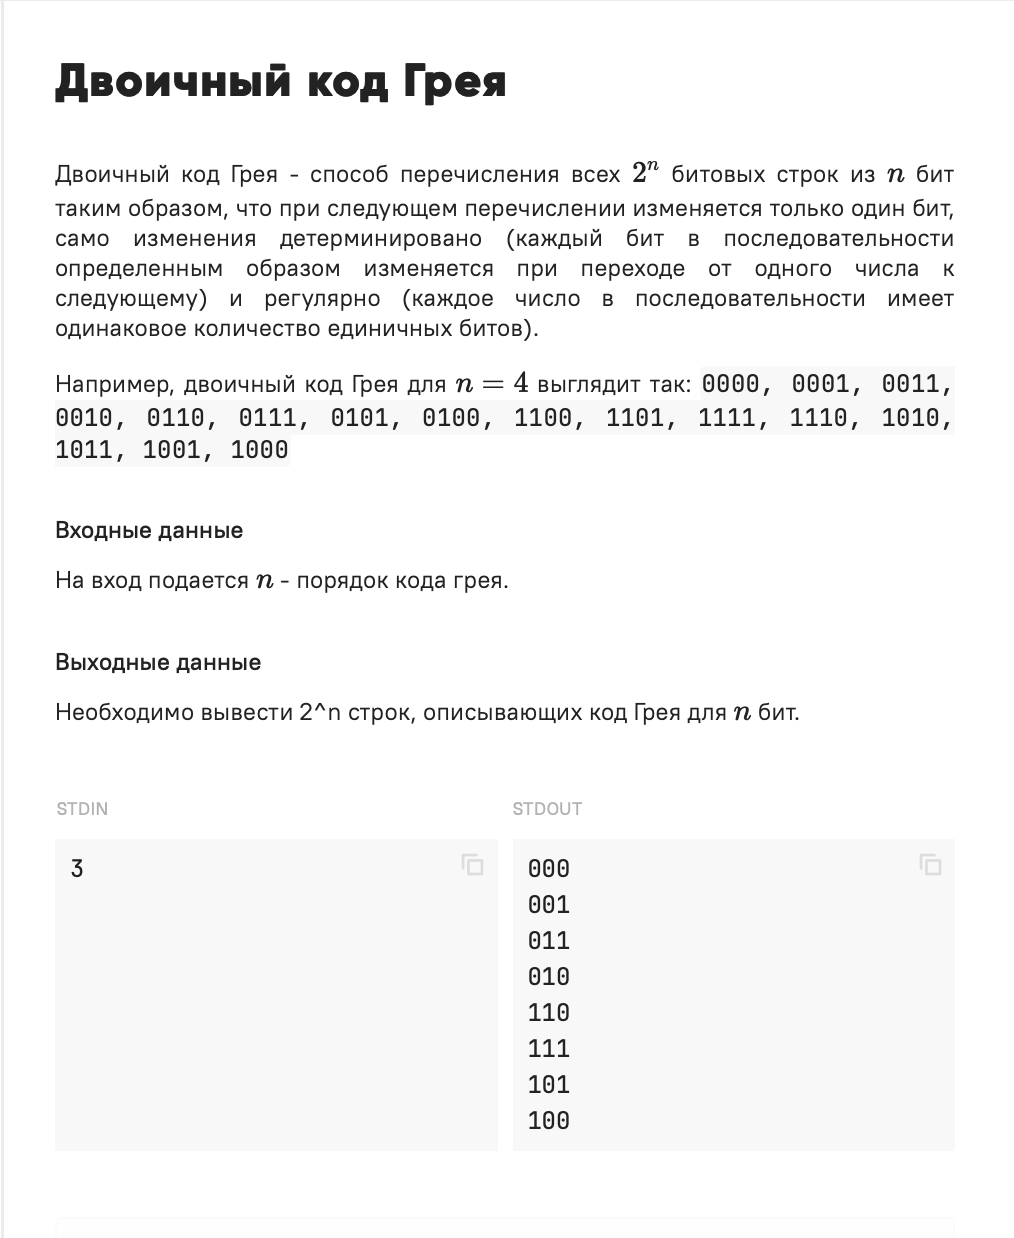 Двоичный код Грея
Двоичный код Грея - способ перечисления всех 2^n битовых строк из n бит
таким образом, что при следующем перечислении изменяется только один бит,
само изменения детерминировано (каждый бит в последовательности
определенным образом изменяется при переходе от одного числа к
следующему) и регулярно (каждое число в последовательности имеет
одинаковое количество единичных битов).
Например, двоичный код Грея для n = 4 выглядит так: 0000, 0001, 0011,
0010, 0110, 0111, 0101, 0100, 1100, 1101, 1111, 1110, 1010,
1011, 1001, 1000
Входные данные
На вход подается n - порядок кода грея.
Выходные данные
Необходимо вывести 2^n строк, описывающих код Грея для n бит.
STDIN
3
STDOUT
000
001
011
010
110
111
101
100